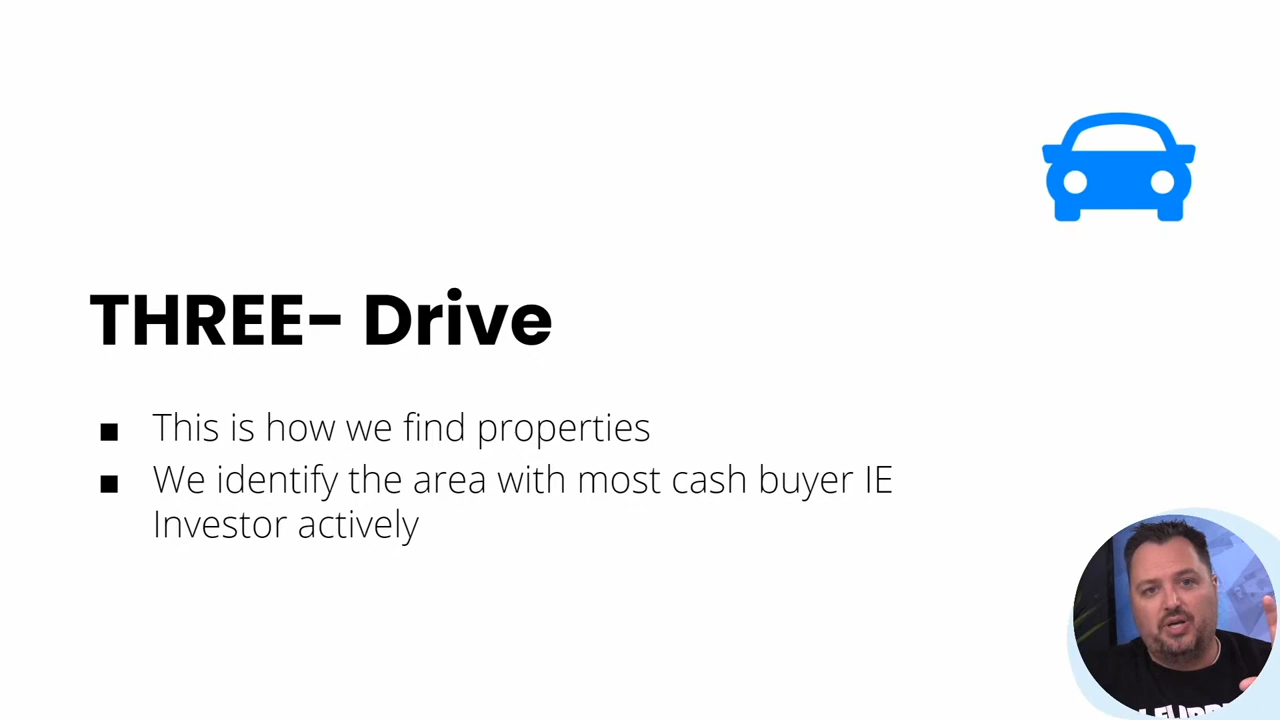 THREE- Drive
▪ This is how we find properties
▪ We identify the area with most cash buyer IE
Investor actively